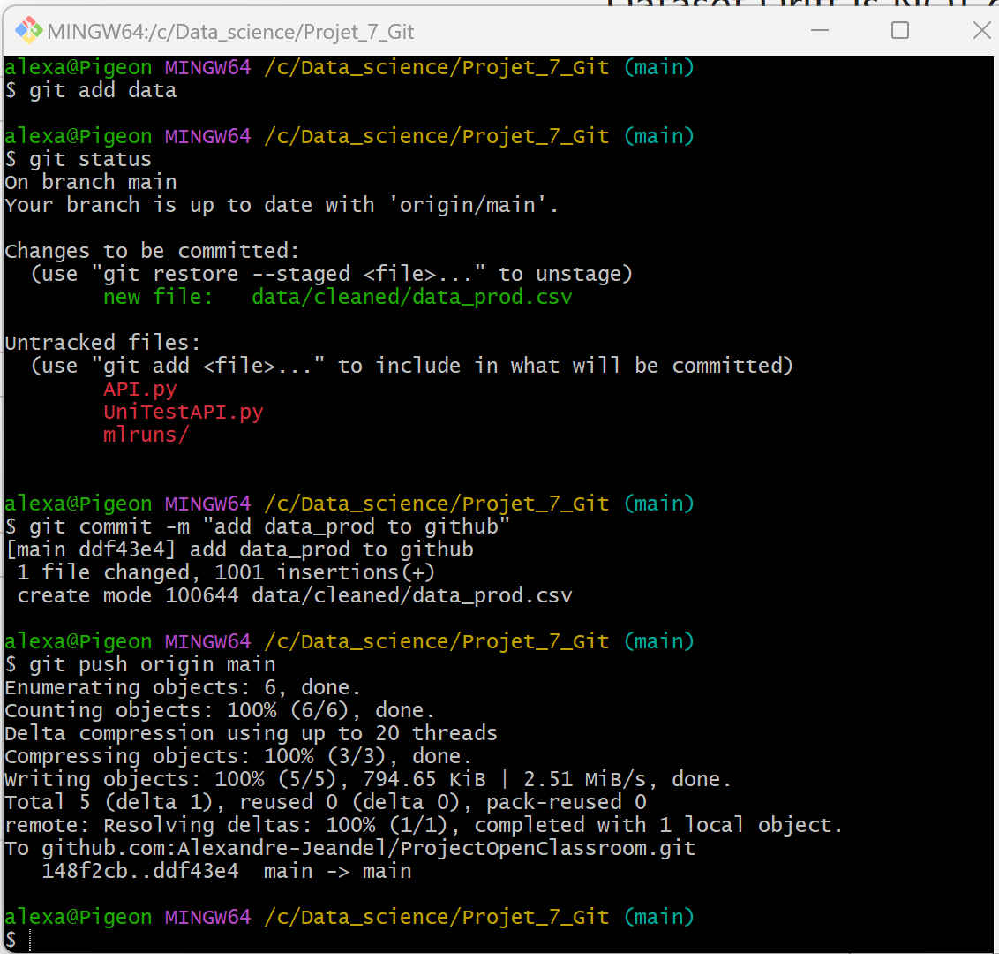 Dataset Drift is NOT
MINGW64:/c/Data_science/Projet_7_Git
alexa@Pigeon MINGW64 /c/Data_science/Projet_7_Git (main)
$ git add data
alexa@Pigeon MINGW64 /c/Data_science/Projet_7_Git (main)
$ git status
On branch main
Your branch is up to date with 'origin/main'.
Changes to be committed:
(use "git restore --staged <file>..." to unstage)
new file:   data/cleaned/data_prod.csv
Untracked files:
(use "git add <file>..." to include in what will be committed)
API.py
UniTestAPI.py
mlruns/
alexa@Pigeon MINGW64 /c/Data_science/Projet_7_Git (main)
$ git commit -m "add data_prod to github"
[main ddf43e4] add data_prod to github
1 file changed, 1001 insertions(+)
create mode 100644 data/cleaned/data_prod.csv
alexa@Pigeon MINGW64 /c/Data_science/Projet_7_Git (main)
$ git push origin main
Enumerating objects: 6, done.
Counting objects: 100% (6/6), done.
Delta compression using up to 20 threads
Compressing objects: 100% (3/3), done.
Writing objects: 100% (5/5), 794.65 KiB | 2.51 MiB/s, done.
Total 5 (delta 1), reused 0 (delta 0), pack-reused 0
remote: Resolving deltas: 100% (1/1), completed with 1 local object.
To github.com:Alexandre-Jeandel/ProjectOpenClassroom.git
148f2cb..ddf43e4  main -> main
alexa@Pigeon MINGW64 /c/Data_science/Projet_7_Git (main)
$